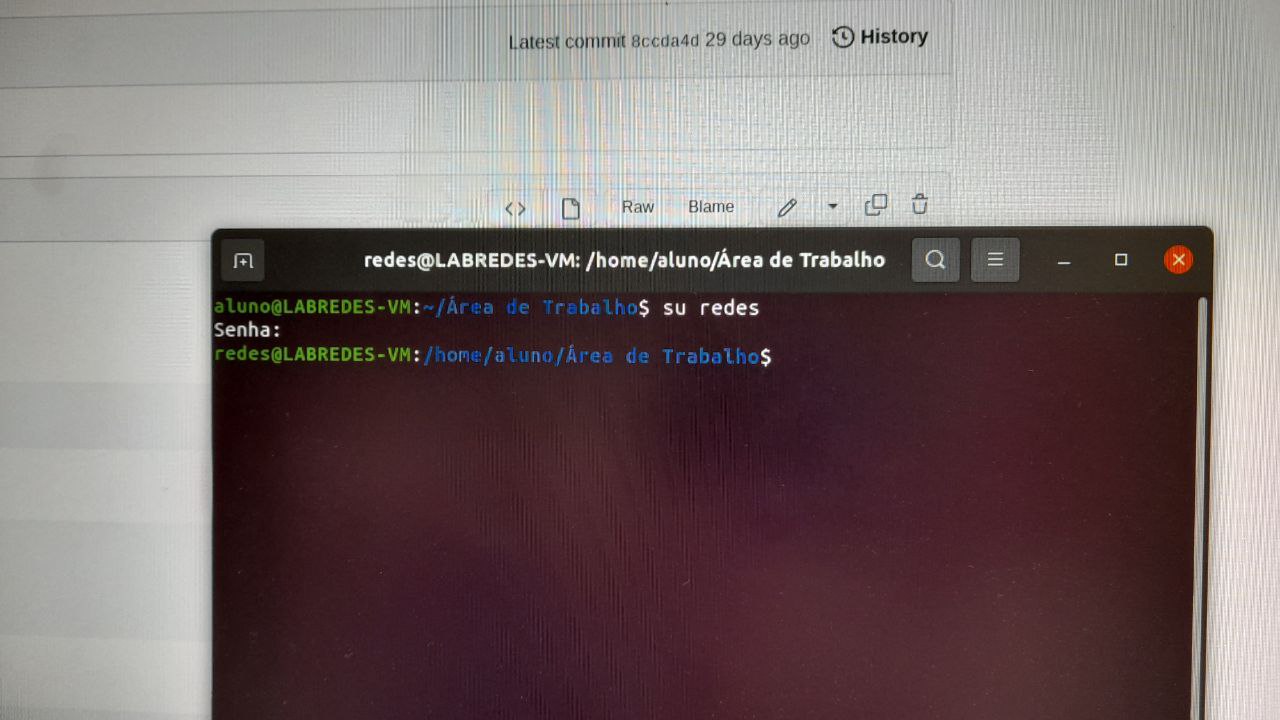 Latest commit 8ccda4d 29 days ago History
Raw Blame
redes@LABREDES-VM: /home/aluno/Área de Trabalho
aluno@LABREDES-VM:~/Área de Trabalho$ su redes
Senha:
redes@LABREDES-VM:/home/aluno/Área de Trabalho$